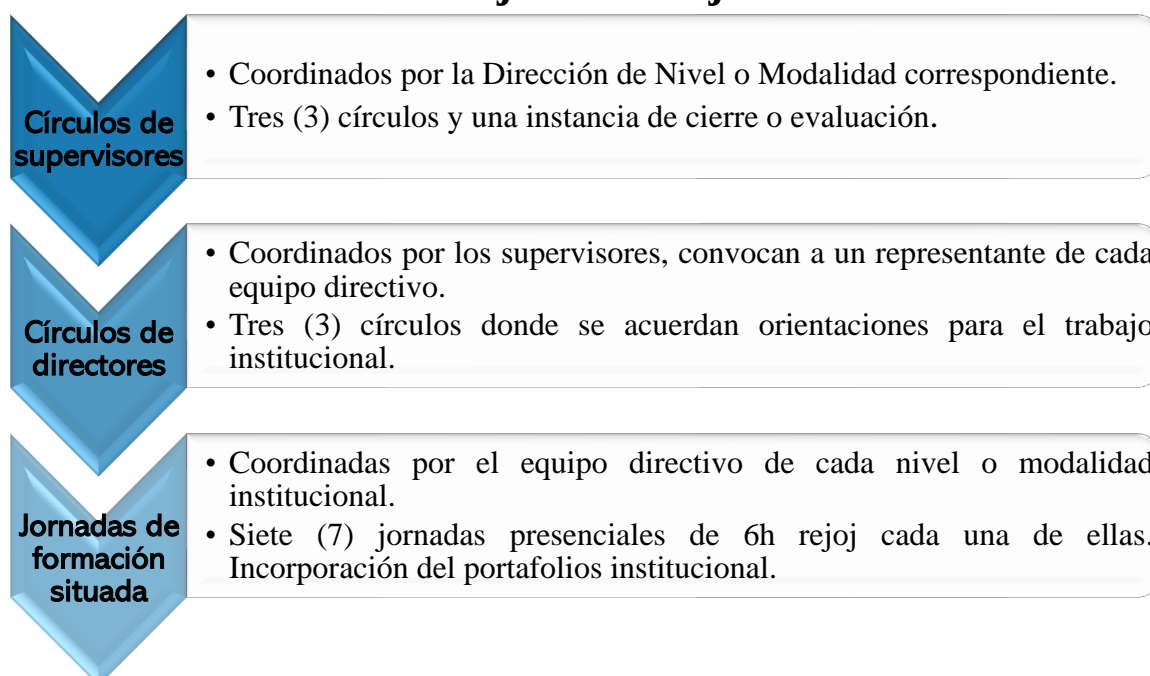 Círculos de
supervisores
• Coordinados por la Dirección de Nivel o Modalidad correspondiente.
• Tres (3) círculos y una instancia de cierre o evaluación.
Círculos de
directores
• Coordinados por los supervisores, convocan a un representante de cada
equipo directivo.
• Tres (3) círculos donde se acuerdan orientaciones para el trabajo
institucional.
Jornadas de
formación
situada
• Coordinadas por el equipo directivo de cada nivel o modalidad
institucional.
• Siete (7) jornadas presenciales de 6h rejoj cada una de ellas.
Incorporación del portafolios institucional.